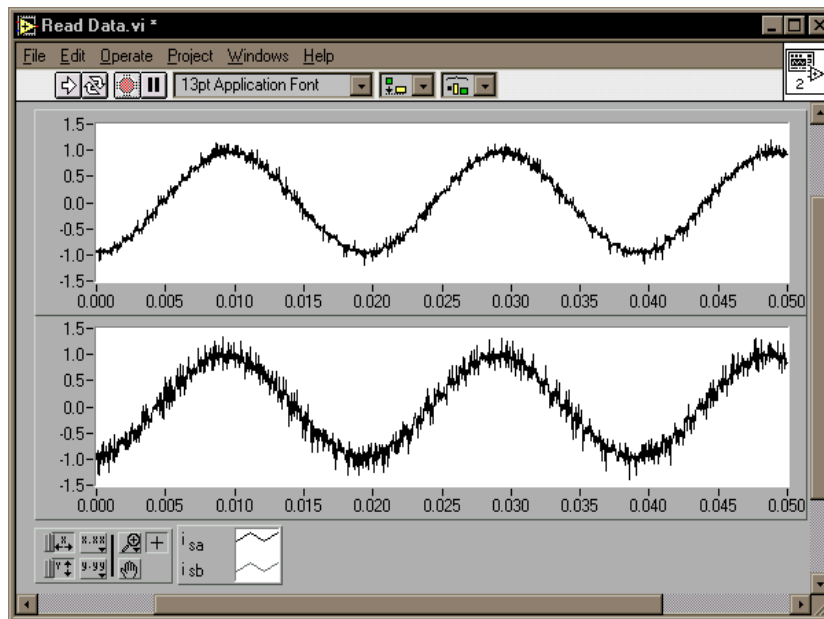 Read Data.vi *
File Edit Operate Project Windows Help
13pt Application Font
2
1.5-
1.0-
0.5-
0.0-
-0.5-
-1.0-
-1.5-
0.000 0.005 0.010 0.015 0.020 0.025 0.030 0.035 0.040 0.045 0.050
1.5-
1.0-
0.5-
0.0-
-0.5-
-1.0-
-1.5-
0.000 0.005 0.010 0.015 0.020 0.025 0.030 0.035 0.040 0.045 0.050
X x.xx i sa
Y y.yy i sb